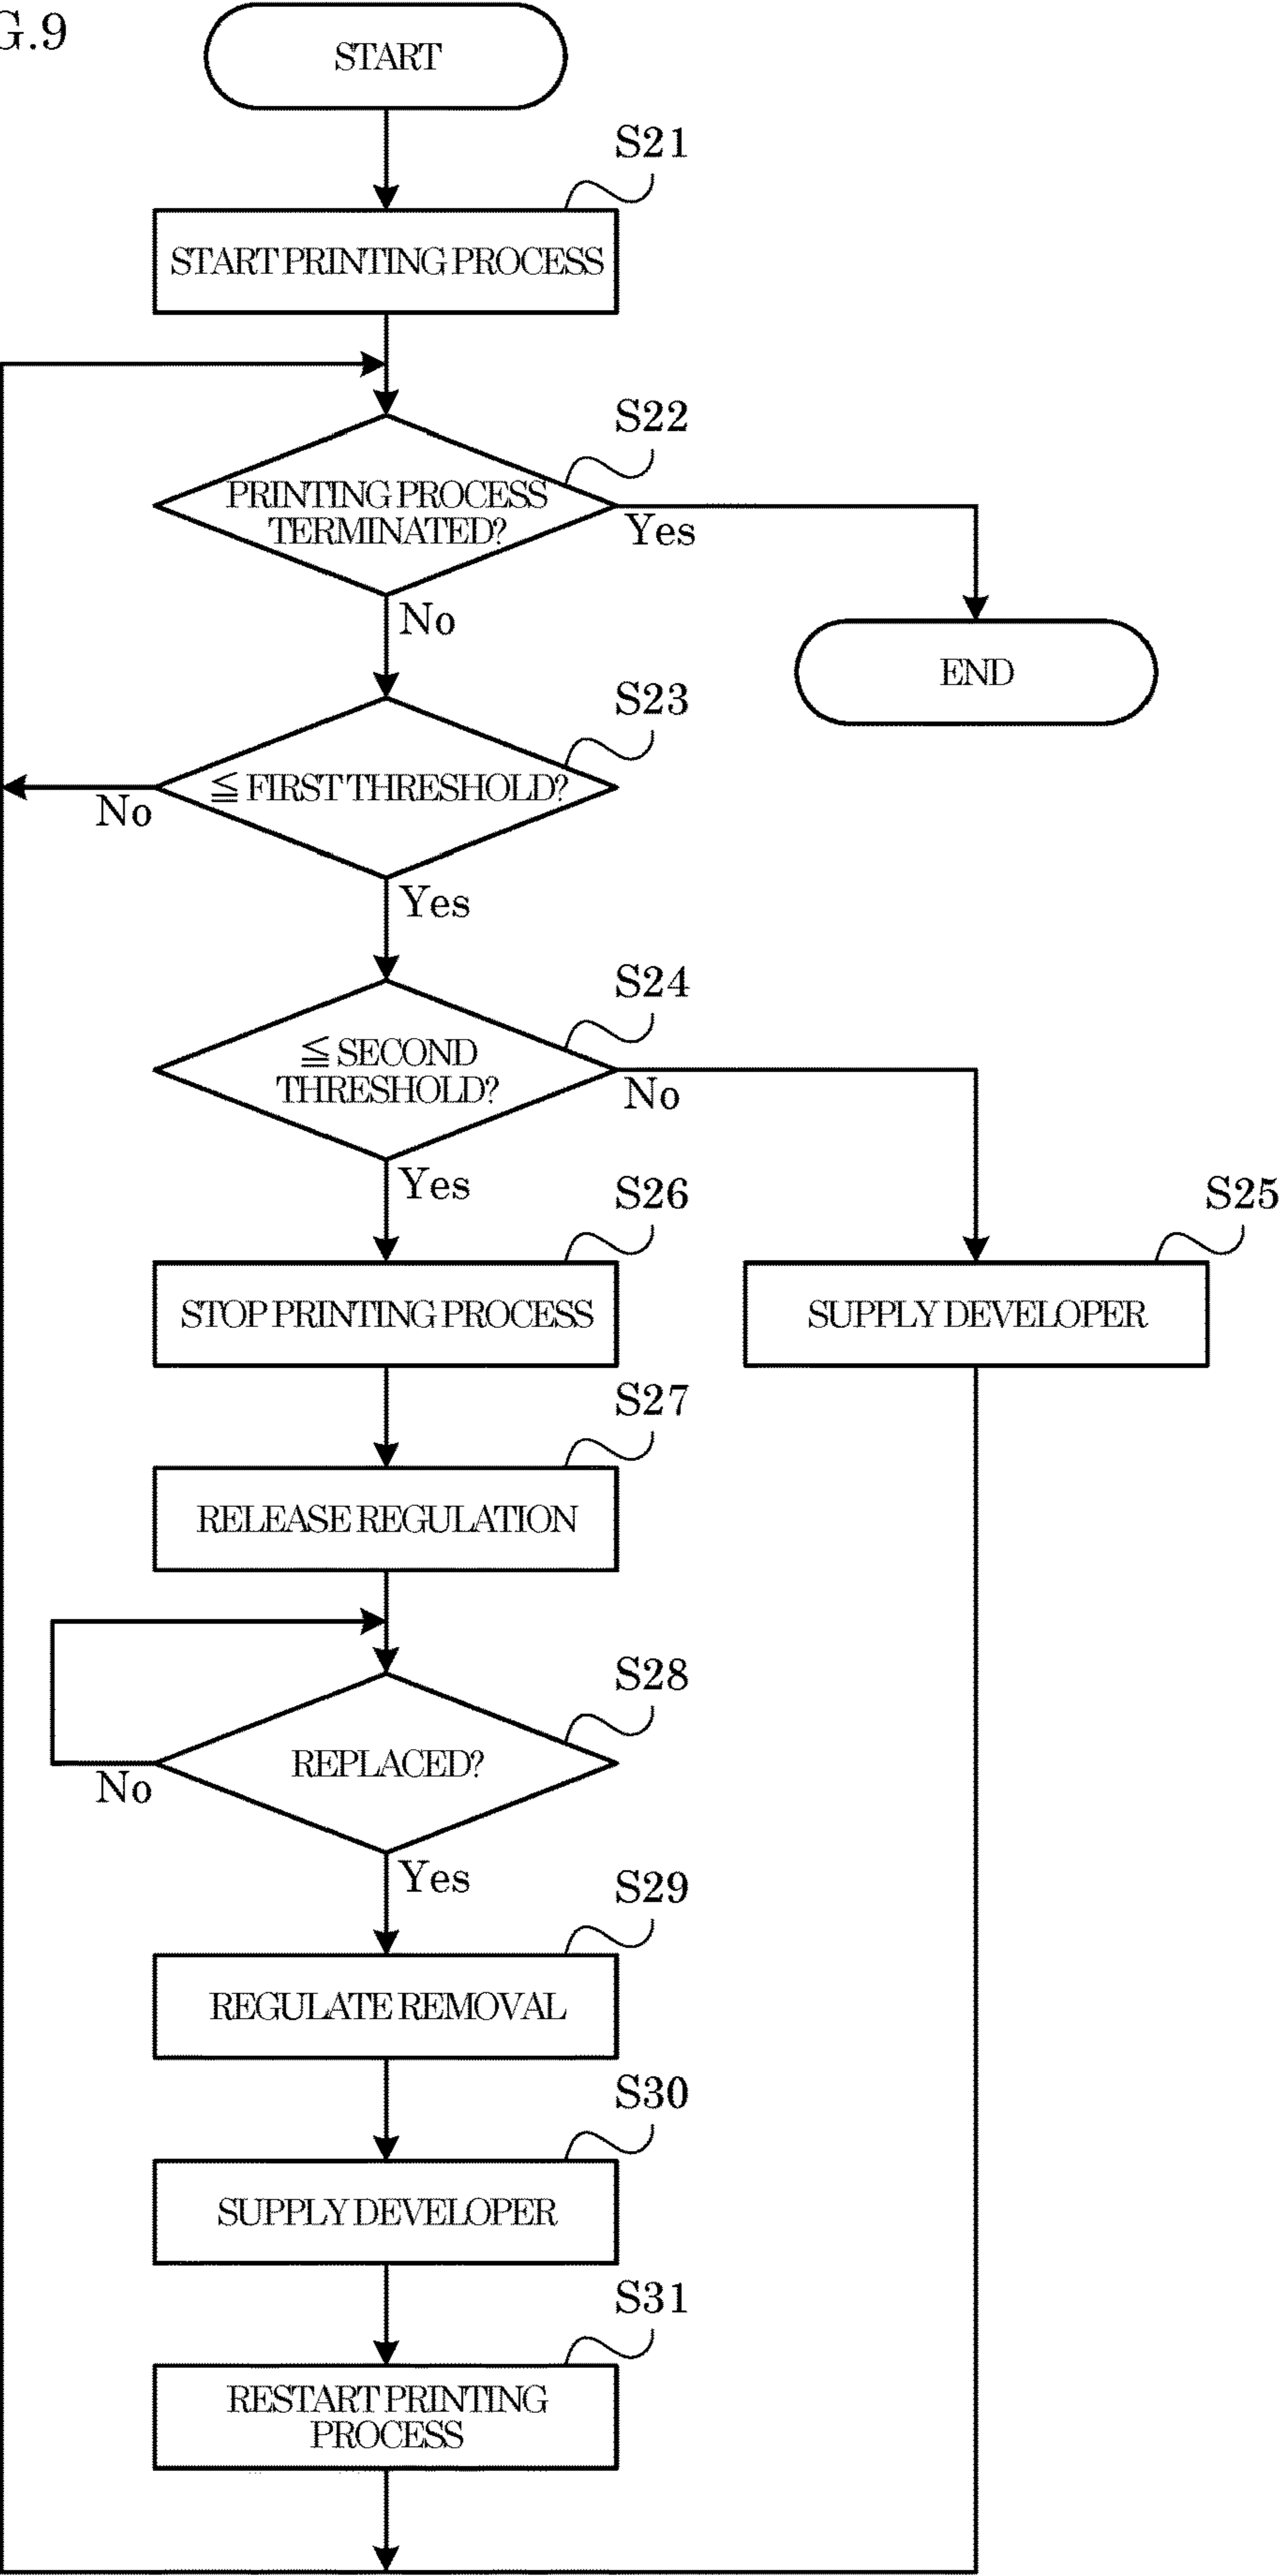 G.9
START
S21
START PRINTING PROCESS
S22
PRINTING PROCESS
TERMINATED?
Yes
No
END
S23
≦ FIRST THRESHOLD?
No
Yes
S24
≦ SECOND
THRESHOLD?
No
Yes
S26
STOP PRINTING PROCESS
S25
SUPPLY DEVELOPER
S27
RELEASE REGULATION
S28
REPLACED?
No
Yes
S29
REGULATE REMOVAL
S30
SUPPLY DEVELOPER
S31
RESTART PRINTING
PROCESS